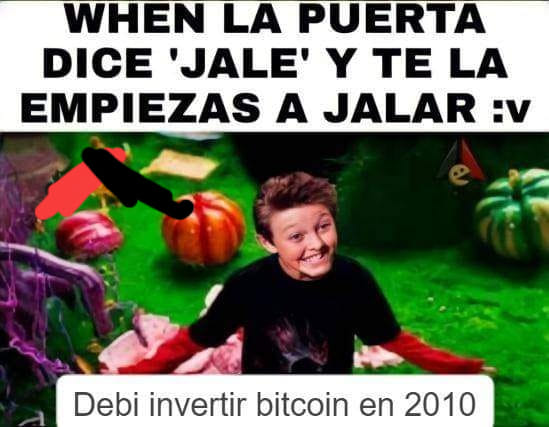 WHEN LA PUERTA
DICE 'JALE' Y TE LA
EMPIEZAS A JALAR :v
e
Debi invertir bitcoin en 2010